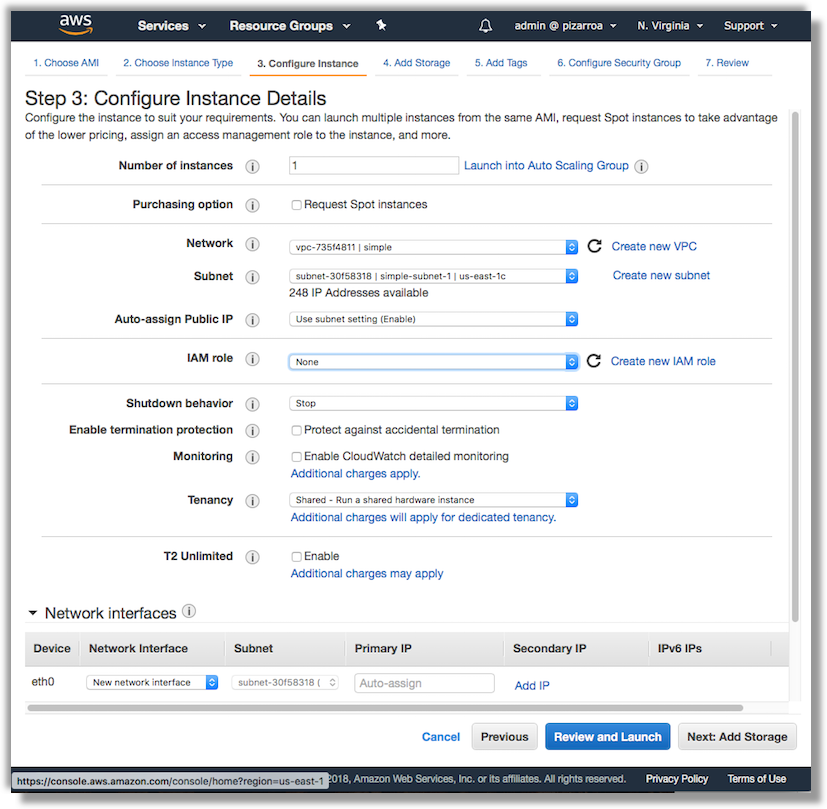 aws Services Resource Groups admin @ pizarroa N. Virginia Support
1. Choose AMI 2. Choose Instance Type 3. Configure Instance 4. Add Storage 5. Add Tags 6. Configure Security Group 7. Review
Step 3: Configure Instance Details
Configure the instance to suit your requirements. You can launch multiple instances from the same AMI, request Spot instances to take advantage
of the lower pricing, assign an access management role to the instance, and more.
Number of instances i 1 Launch into Auto Scaling Group i
Purchasing option i Request Spot instances
Network i vpc-735f4811 | simple Create new VPC
Subnet i subnet-30f58318 | simple-subnet-1 | us-east-1c Create new subnet
248 IP Addresses available
Auto-assign Public IP i Use subnet setting (Enable)
IAM role i None Create new IAM role
Shutdown behavior i Stop
Enable termination protection i Protect against accidental termination
Monitoring i Enable CloudWatch detailed monitoring
Additional charges apply.
Tenancy i Shared - Run a shared hardware instance
Additional charges will apply for dedicated tenancy.
T2 Unlimited i Enable
Additional charges may apply
Network interfaces i
Device Network Interface Subnet Primary IP Secondary IP IPv6 IPs
eth0 New network interface subnet-30f58318 ( Auto-assign Add IP
Cancel Previous Review and Launch Next: Add Storage
https://console.aws.amazon.com/console/home?region=us-east-1 2018, Amazon Web Services, Inc. or its affiliates. All rights reserved. Privacy Policy Terms of Use